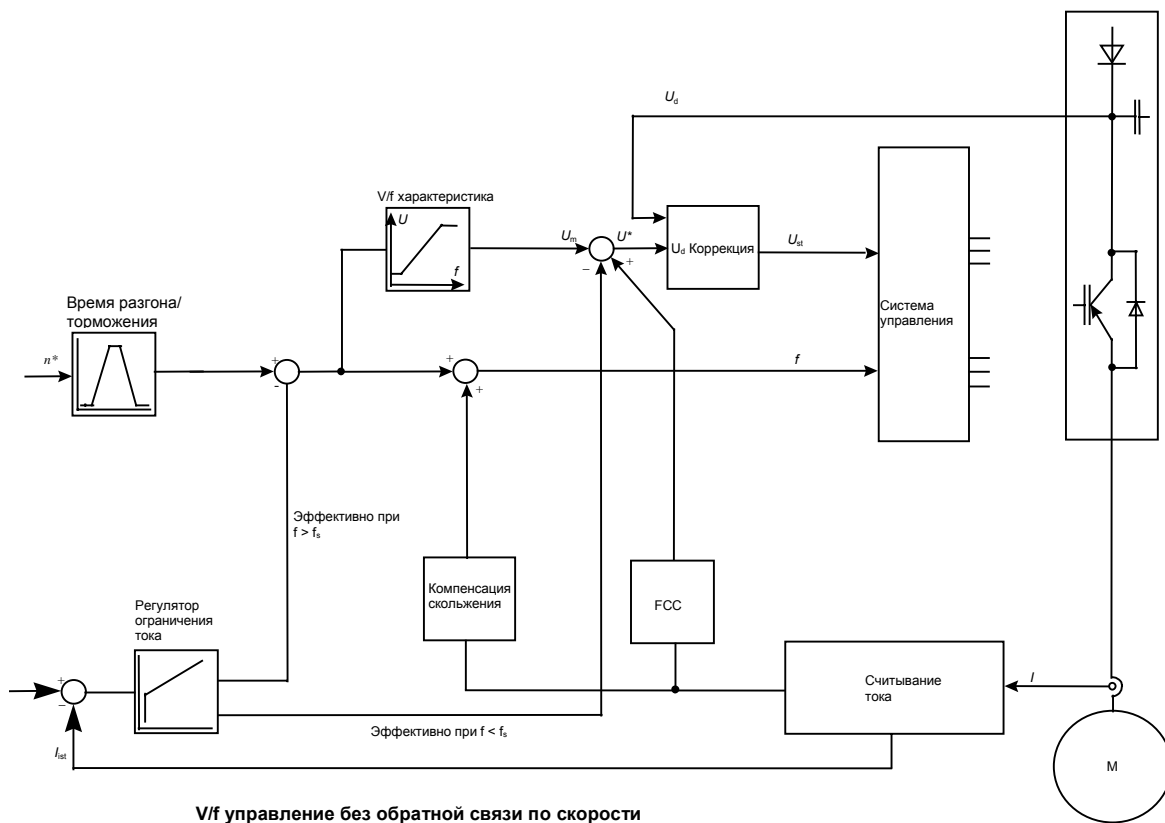 U_d
V/f характеристика
U
f
U_m
U*
−
+
U_d Коррекция
U_st
Система
управления
Время разгона/
торможения
n*
+
-
+
+
f
Эффективно при
f > f_s
Компенсация
скольжения
FCC
Регулятор
ограничения
тока
+
−
Считывание
тока
I
Эффективно при f < f_s
I_ist
M
V/f управление без обратной связи по скорости